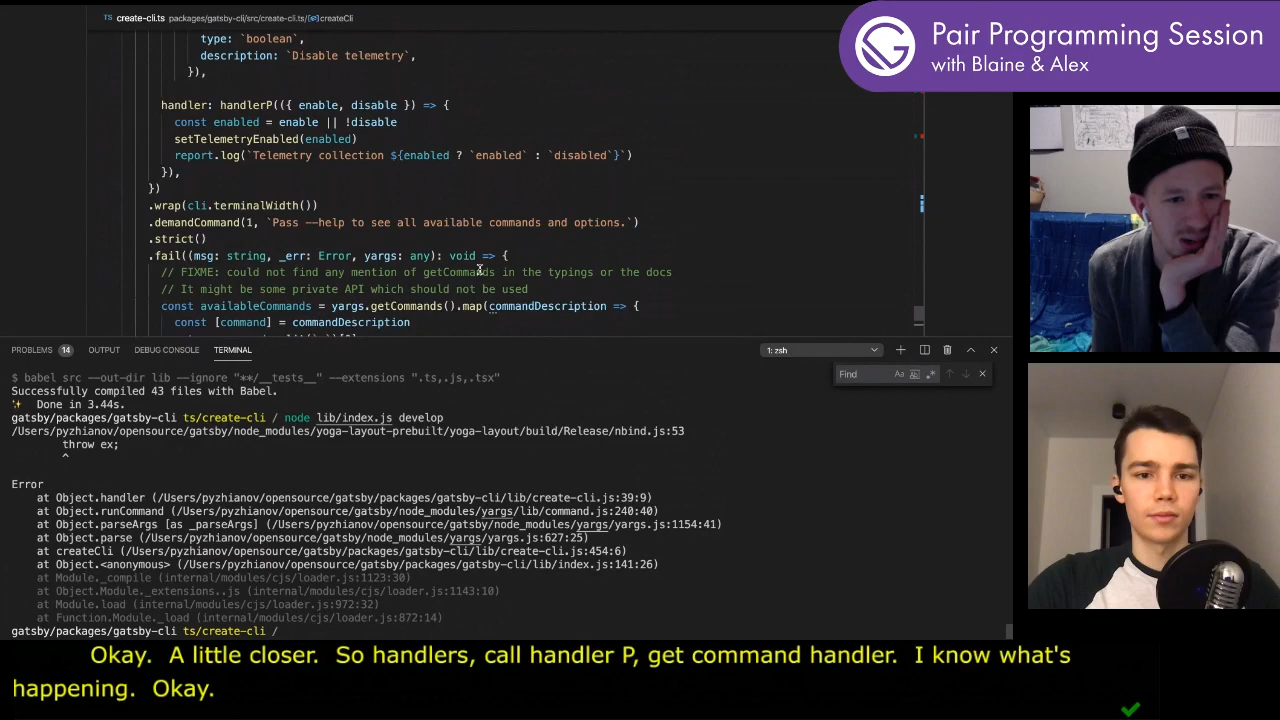 TS create-cli.ts packages/gatsby-cli/src/create-cli.ts/createCli
Pair Programming Session
with Blaine & Alex
type: `boolean`,
description: `Disable telemetry`,
}),
handler: handlerP(({ enable, disable }) => {
const enabled = enable || !disable
setTelemetryEnabled(enabled)
report.log(`Telemetry collection ${enabled ? `enabled` : `disabled`}`)
}),
})
.wrap(cli.terminalWidth())
.demandCommand(1, `Pass --help to see all available commands and options.`)
.strict()
.fail((msg: string, _err: Error, yargs: any): void => {
// FIXME: could not find any mention of getCommands in the typings or the docs
// It might be some private API which should not be used
const availableCommands = yargs.getCommands().map(commandDescription => {
const [command] = commandDescription
PROBLEMS 14 OUTPUT DEBUG CONSOLE TERMINAL 1: zsh
Find Aa
$ babel src --out-dir lib --ignore "**/__tests__" --extensions ".ts,.js,.tsx"
Successfully compiled 43 files with Babel.
✨ Done in 3.44s.
gatsby/packages/gatsby-cli ts/create-cli / node lib/index.js develop
/Users/pyzhianov/opensource/gatsby/node_modules/yoga-layout-prebuilt/yoga-layout/build/Release/nbind.js:53
throw ex;
^
Error
at Object.handler (/Users/pyzhianov/opensource/gatsby/packages/gatsby-cli/lib/create-cli.js:39:9)
at Object.runCommand (/Users/pyzhianov/opensource/gatsby/node_modules/yargs/lib/command.js:240:40)
at Object.parseArgs [as _parseArgs] (/Users/pyzhianov/opensource/gatsby/node_modules/yargs/yargs.js:1154:41)
at Object.parse (/Users/pyzhianov/opensource/gatsby/node_modules/yargs/yargs.js:627:25)
at createCli (/Users/pyzhianov/opensource/gatsby/packages/gatsby-cli/lib/create-cli.js:454:6)
at Object.<anonymous> (/Users/pyzhianov/opensource/gatsby/packages/gatsby-cli/lib/index.js:141:26)
at Module._compile (internal/modules/cjs/loader.js:1123:30)
at Object.Module._extensions..js (internal/modules/cjs/loader.js:1143:10)
at Module.load (internal/modules/cjs/loader.js:972:32)
at Function.Module._load (internal/modules/cjs/loader.js:872:14)
gatsby/packages/gatsby-cli ts/create-cli /
Okay. A little closer. So handlers, call handler P, get command handler. I know what's
happening. Okay.